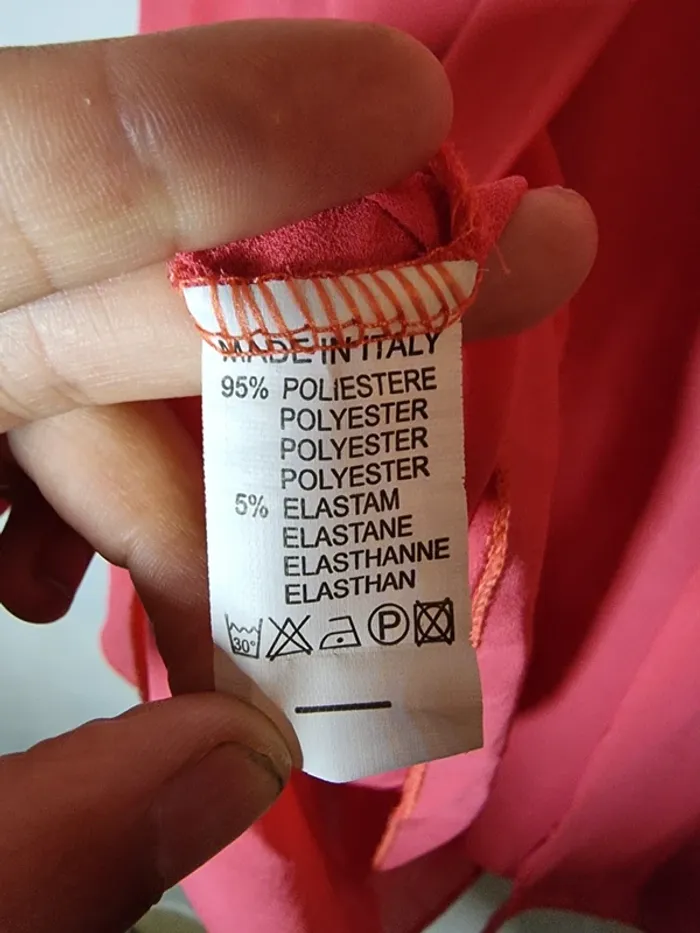 MADE IN ITALY
95% POLIESTERE
POLYESTER
POLYESTER
POLYESTER
5% ELASTAM
ELASTANE
ELASTHANNE
ELASTHAN
30° P